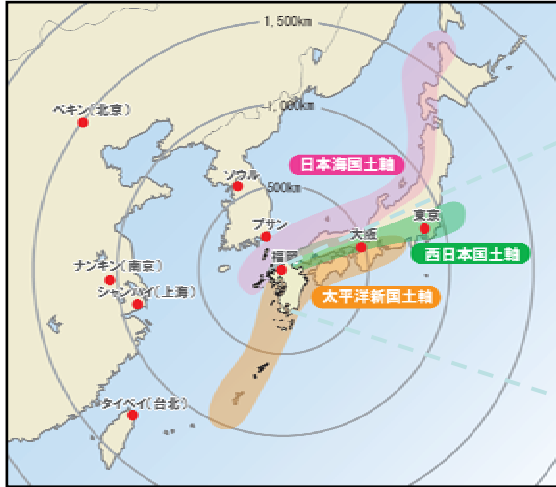 1,500km
ペキン(北京)
1,000km
日本海国土軸
ソウル
500km
プサン
東京
大阪
西日本国土軸
福岡
ナンキン(南京)
シャンハイ(上海)
太平洋新国土軸
タイペイ(台北)